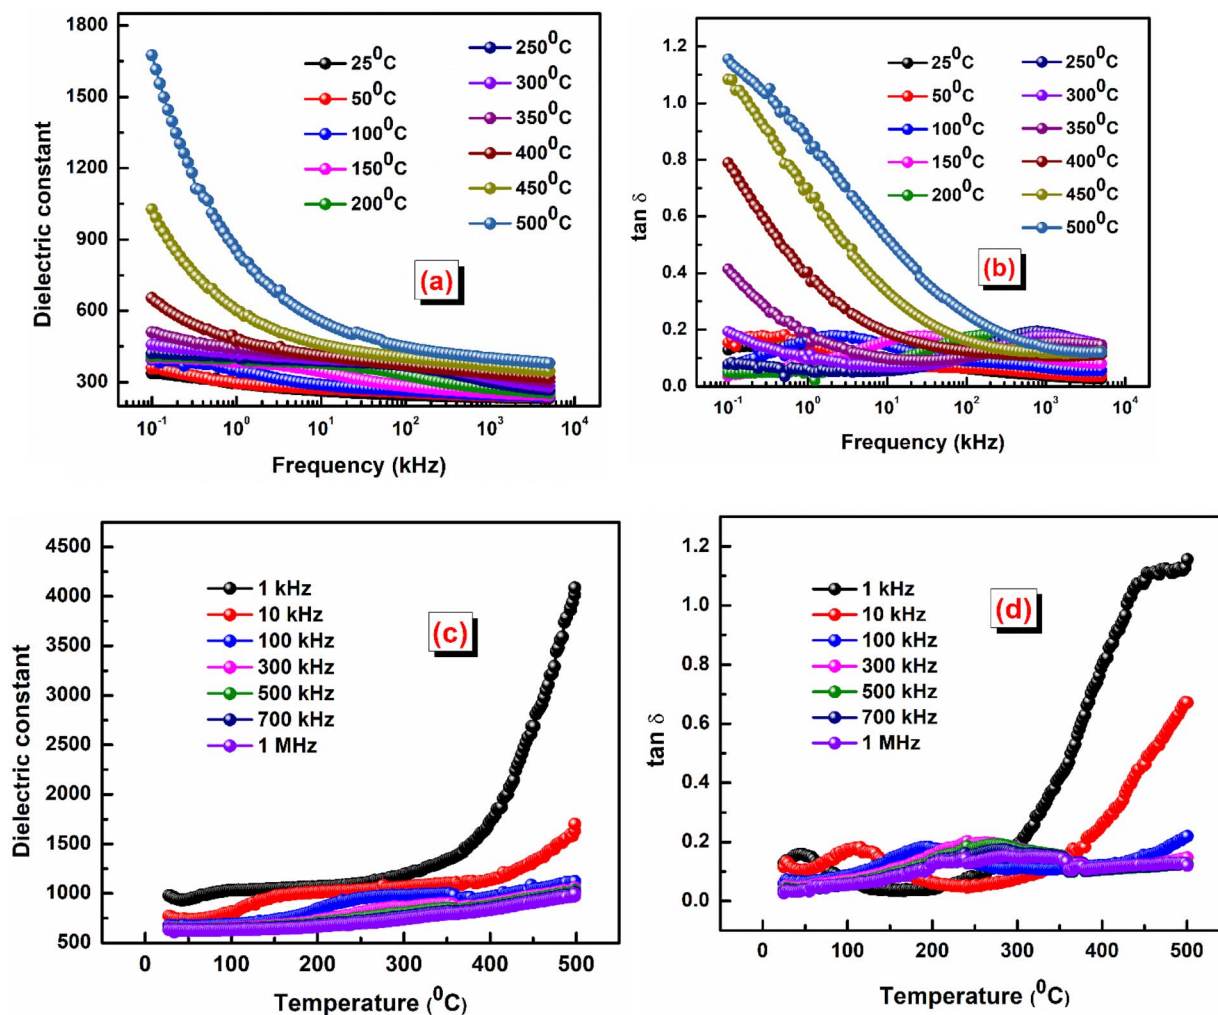 1800
1500
1200
900
600
300
Dielectric constant
25⁰C
50⁰C
100⁰C
150⁰C
200⁰C
250⁰C
300⁰C
350⁰C
400⁰C
450⁰C
500⁰C
(a)
10⁻¹ 10⁰ 10¹ 10² 10³ 10⁴
Frequency (kHz)
1.2
1.0
0.8
0.6
0.4
0.2
0.0
tan δ
25⁰C
50⁰C
100⁰C
150⁰C
200⁰C
250⁰C
300⁰C
350⁰C
400⁰C
450⁰C
500⁰C
(b)
10⁻¹ 10⁰ 10¹ 10² 10³ 10⁴
Frequency (kHz)
4500
4000
3500
3000
2500
2000
1500
1000
500
Dielectric constant
1 kHz
10 kHz
100 kHz
300 kHz
500 kHz
700 kHz
1 MHz
(c)
0 100 200 300 400 500
Temperature (⁰C)
1.2
1.0
0.8
0.6
0.4
0.2
0.0
tan δ
1 kHz
10 kHz
100 kHz
300 kHz
500 kHz
700 kHz
1 MHz
(d)
0 100 200 300 400 500
Temperature (⁰C)